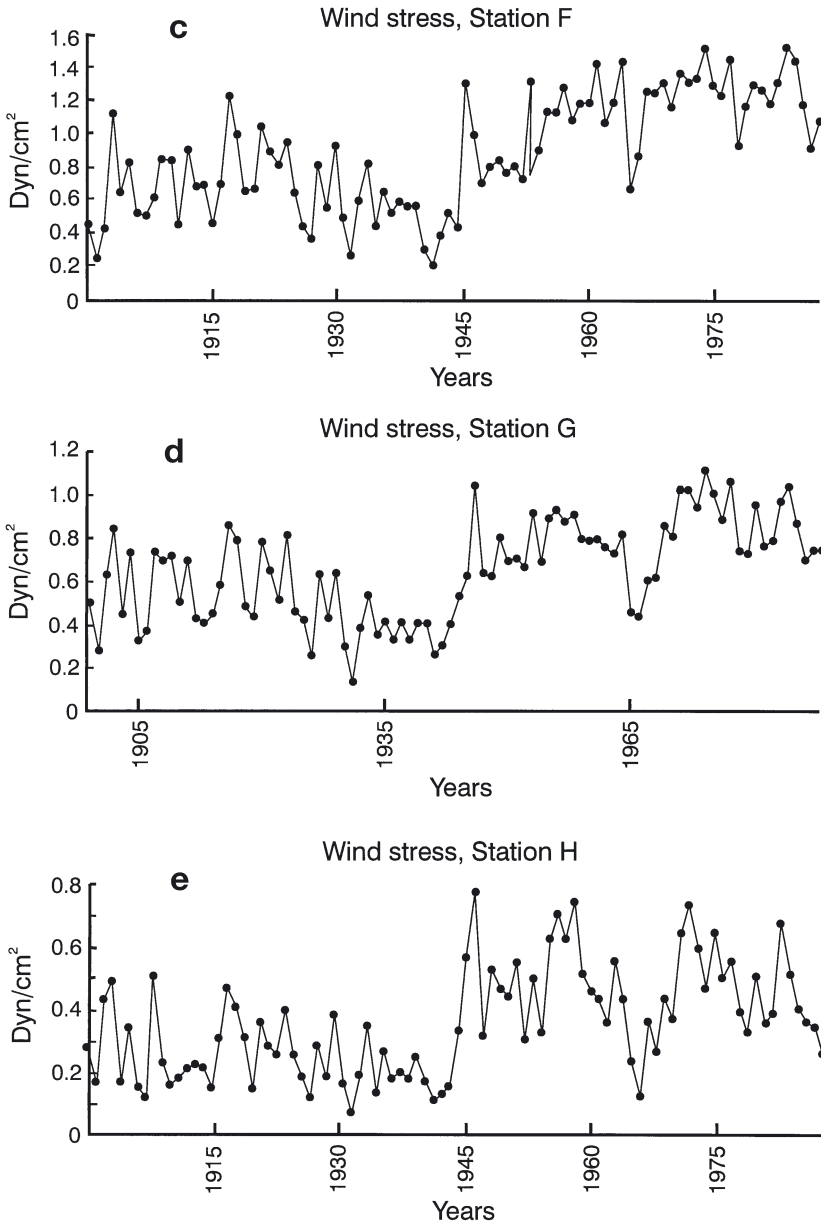 c
Wind stress, Station F
Dyn/cm²
1.6
1.4
1.2
1.0
0.8
0.6
0.4
0.2
0
1915
1930
1945
1960
1975
Years
d
Wind stress, Station G
Dyn/cm²
1.2
1.0
0.8
0.6
0.4
0.2
0
1905
1935
1965
Years
e
Wind stress, Station H
Dyn/cm²
0.8
0.6
0.4
0.2
0
1915
1930
1945
1960
1975
Years